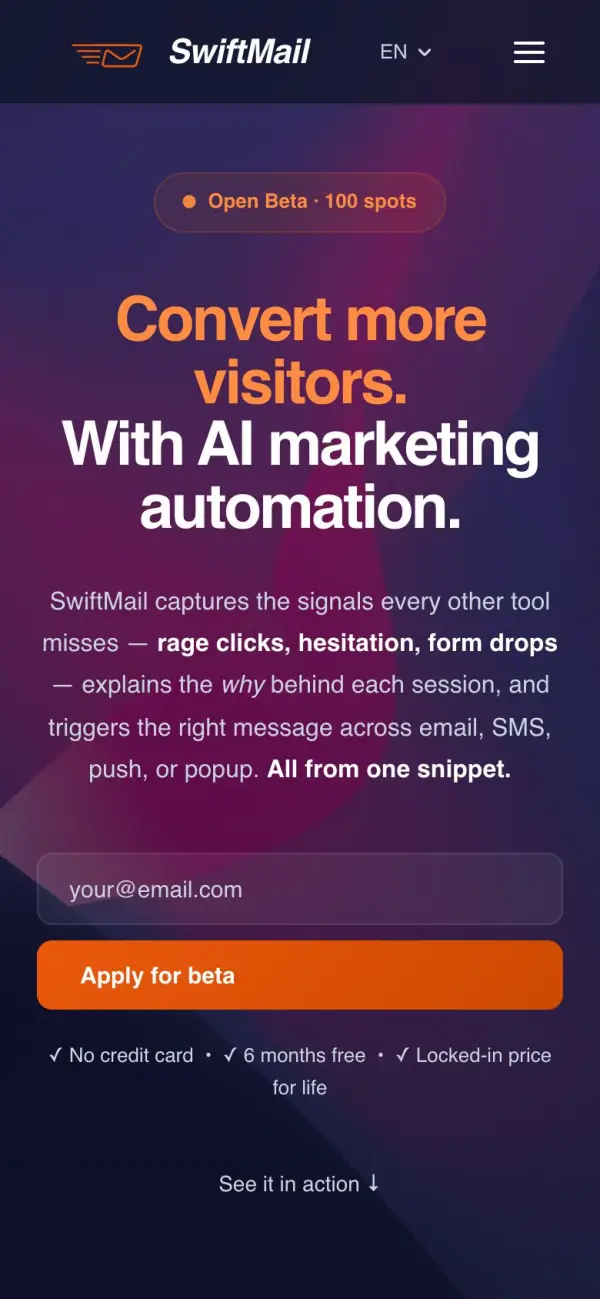 SwiftMail
EN
Open Beta · 100 spots
Convert more
visitors.
With AI marketing
automation.
SwiftMail captures the signals every other tool
misses — rage clicks, hesitation, form drops
— explains the why behind each session, and
triggers the right message across email, SMS,
push, or popup. All from one snippet.
your@email.com
Apply for beta
✓ No credit card • ✓ 6 months free • ✓ Locked-in price
for life
See it in action ↓